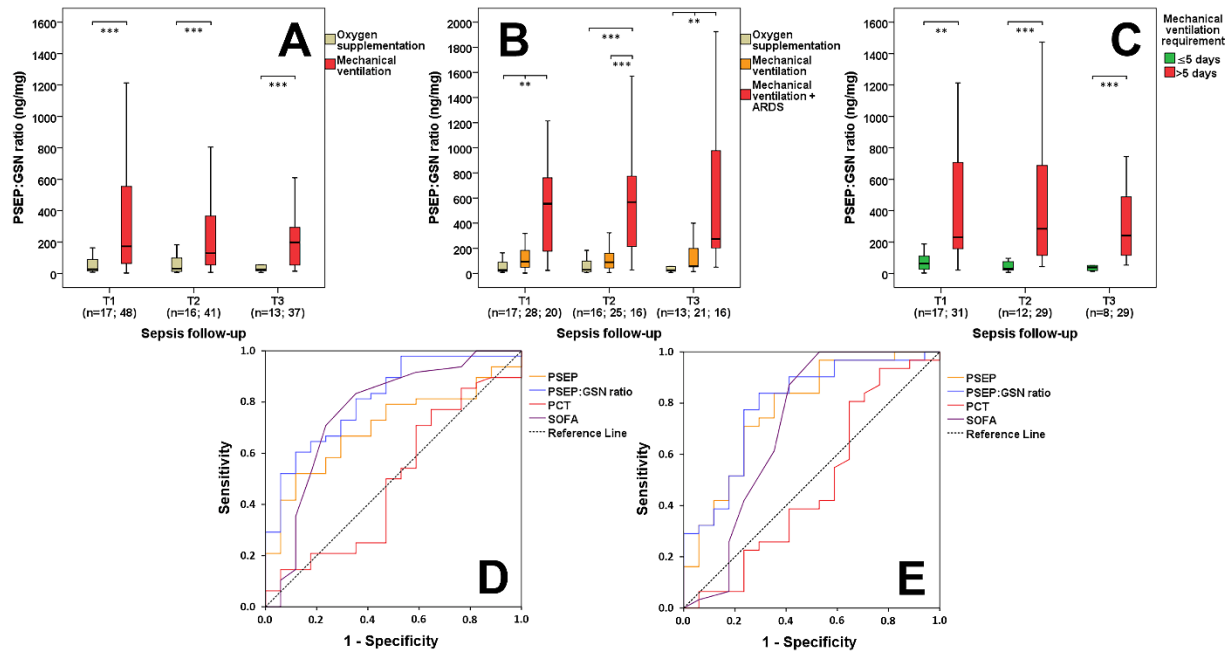 A
PSEP:GSN ratio (ng/mg)
1600
1400
1200
1000
800
600
400
200
0
***
***
***
Oxygen
supplementation
Mechanical
ventilation
T1
T2
T3
(n=17; 48)
(n=16; 41)
(n=13; 37)
Sepsis follow-up
B
PSEP:GSN ratio (ng/mg)
2000
1800
1600
1400
1200
1000
800
600
400
200
0
**
***
***
**
Oxygen
supplementation
Mechanical
ventilation
Mechanical
ventilation +
ARDS
T1
T2
T3
(n=17; 28; 20)
(n=16; 25; 16)
(n=13; 21; 16)
Sepsis follow-up
C
PSEP:GSN ratio (ng/mg)
1600
1400
1200
1000
800
600
400
200
0
**
***
***
Mechanical
ventilation
requirement
≤5 days
>5 days
T1
T2
T3
(n=17; 31)
(n=12; 29)
(n=8; 29)
Sepsis follow-up
D
Sensitivity
1.0
0.8
0.6
0.4
0.2
0.0
PSEP
PSEP:GSN ratio
PCT
SOFA
Reference Line
0.0
0.2
0.4
0.6
0.8
1.0
1 - Specificity
E
Sensitivity
1.0
0.8
0.6
0.4
0.2
0.0
PSEP
PSEP:GSN ratio
PCT
SOFA
Reference Line
0.0
0.2
0.4
0.6
0.8
1.0
1 - Specificity